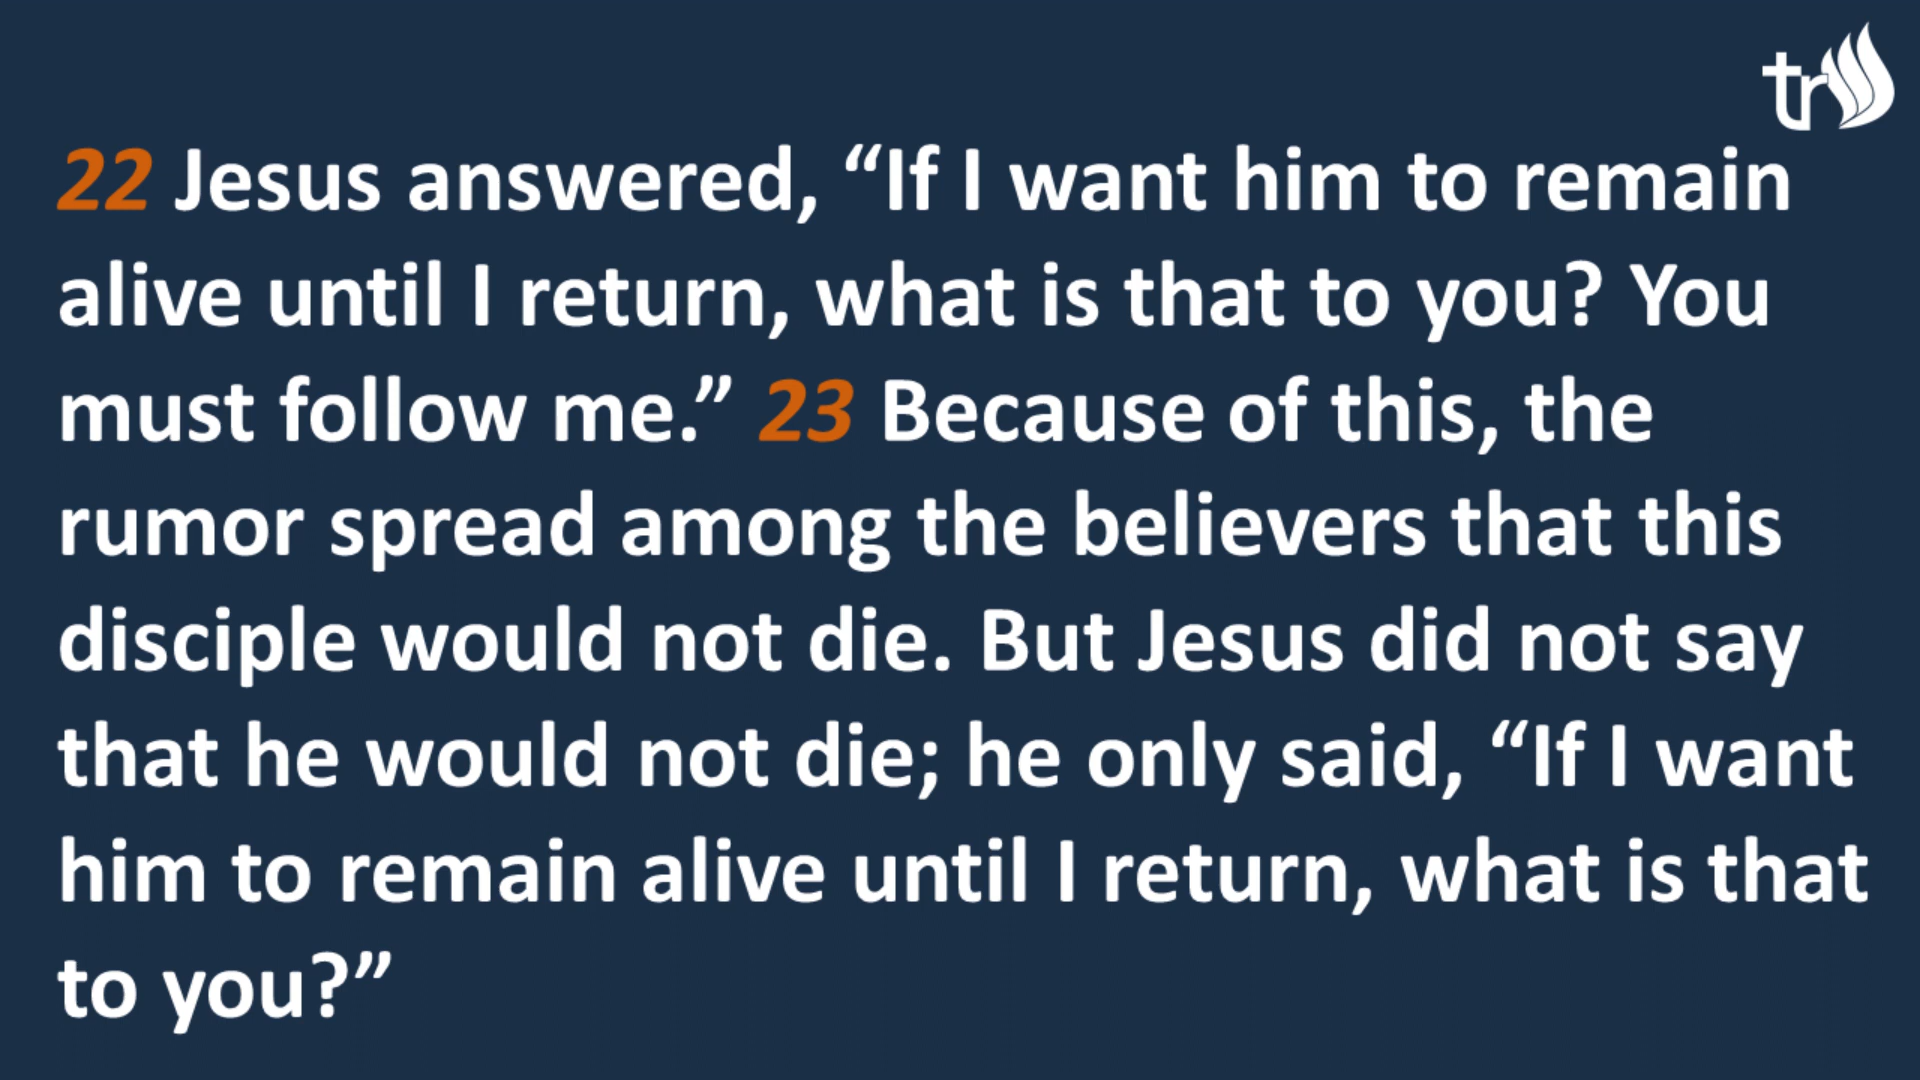 tr
22 Jesus answered, “If I want him to remain
alive until I return, what is that to you? You
must follow me.” 23 Because of this, the
rumor spread among the believers that this
disciple would not die. But Jesus did not say
that he would not die; he only said, “If I want
him to remain alive until I return, what is that
to you?”